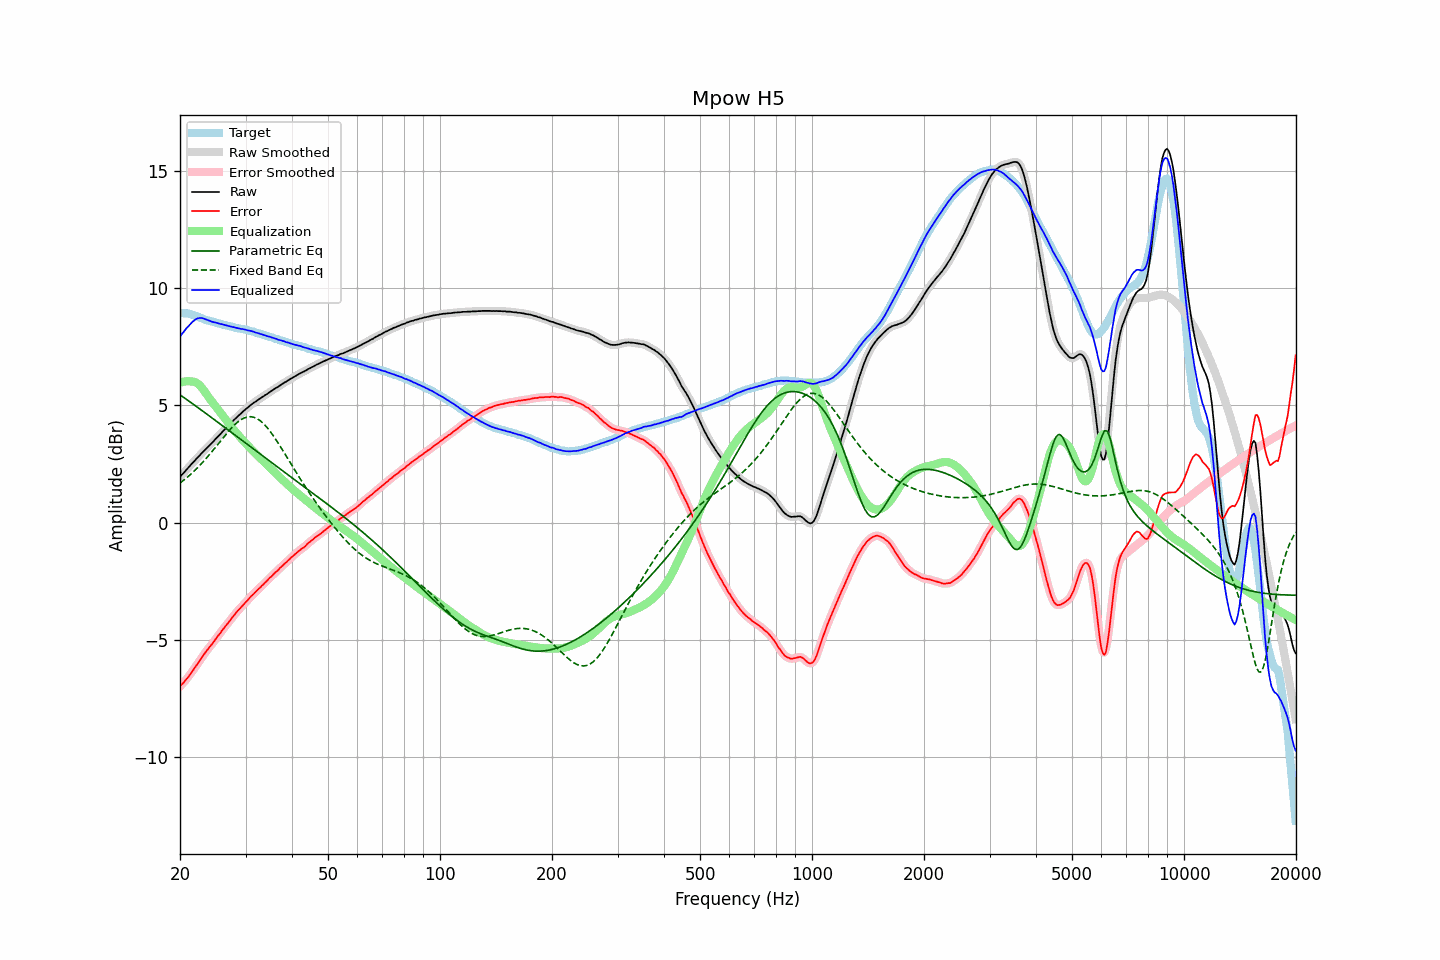 Mpow H5
Target
Raw Smoothed
Error Smoothed
Raw
Error
Equalization
Parametric Eq
Fixed Band Eq
Equalized
15
10
5
0
−5
−10
Amplitude (dBr)
20 50 100 200 500 1000 2000 5000 10000 20000
Frequency (Hz)